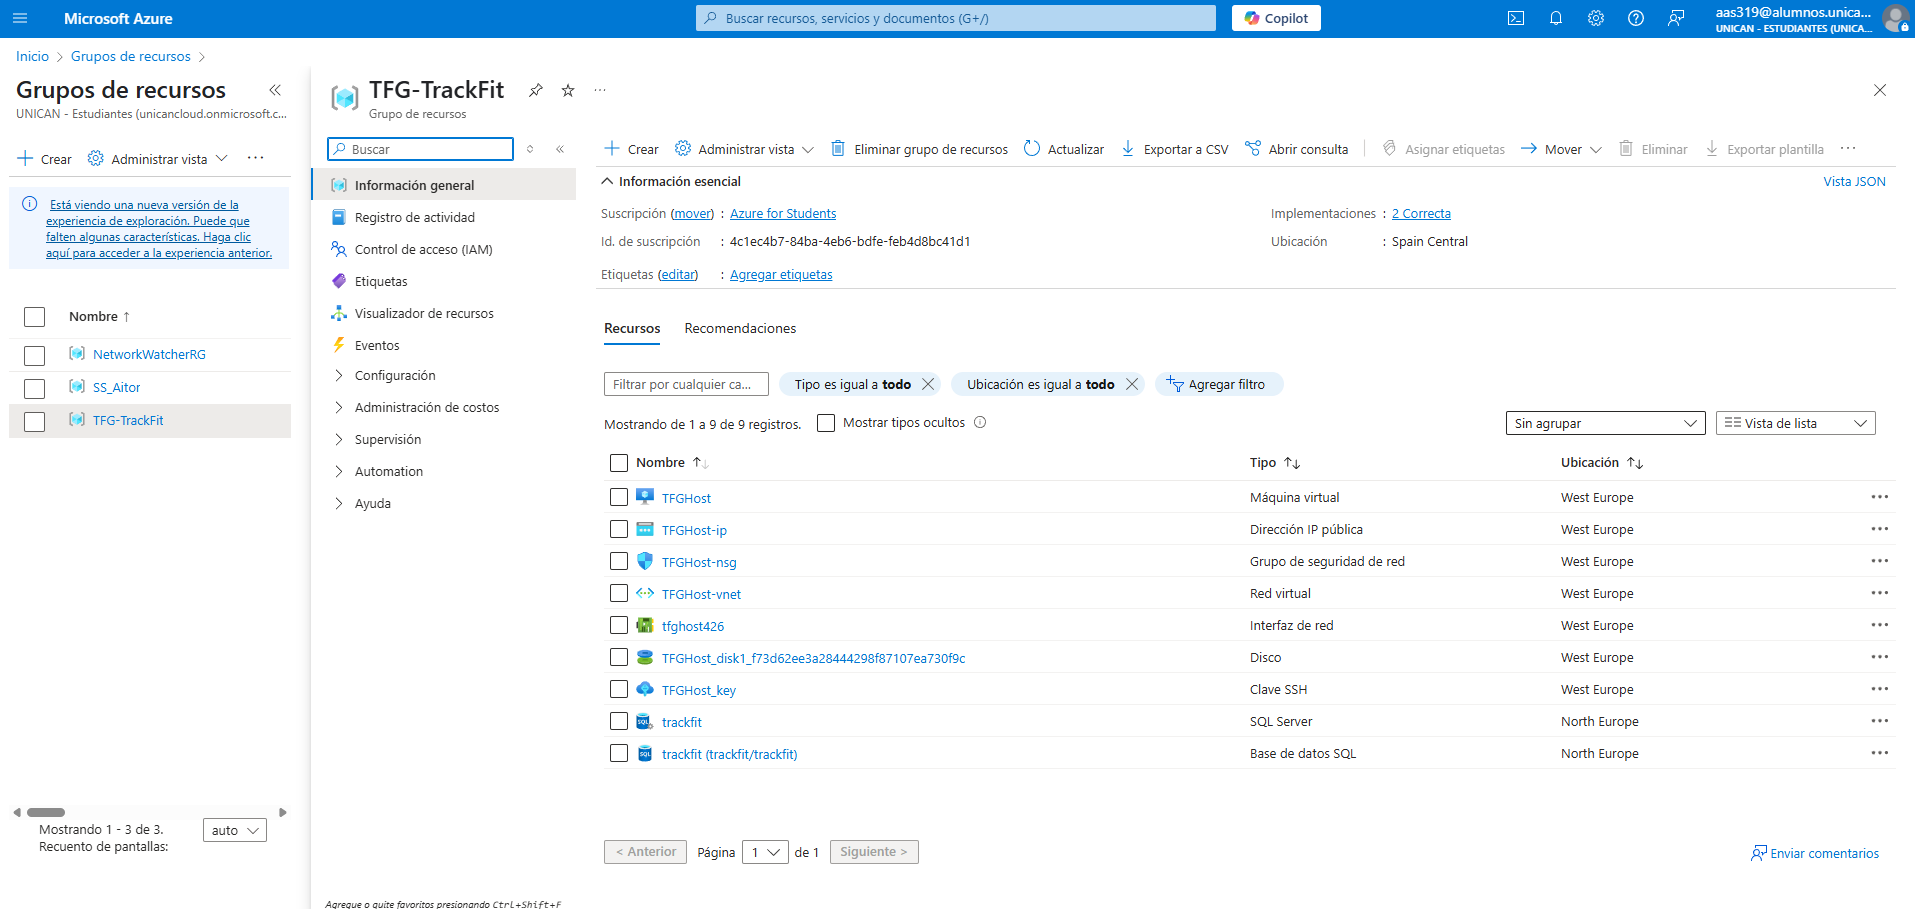 Microsoft Azure
Buscar recursos, servicios y documentos (G+/)
Copilot
aas319@alumnos.unica...
UNICAN - ESTUDIANTES (UNICA...
Inicio > Grupos de recursos >
Grupos de recursos
UNICAN - Estudiantes (unicancloud.onmicrosoft.c...
Crear Administrar vista ...
Está viendo una nueva versión de la
experiencia de exploración. Puede que
falten algunas características. Haga clic
aquí para acceder a la experiencia anterior.
Nombre ↑
NetworkWatcherRG
SS_Aitor
TFG-TrackFit
Mostrando 1 - 3 de 3.
Recuento de pantallas:
auto
TFG-TrackFit ...
Grupo de recursos
Buscar
Información general
Registro de actividad
Control de acceso (IAM)
Etiquetas
Visualizador de recursos
Eventos
Configuración
Administración de costos
Supervisión
Automation
Ayuda
Agregue o quite favoritos presionando Ctrl+Shift+F
Crear Administrar vista Eliminar grupo de recursos Actualizar Exportar a CSV Abrir consulta Asignar etiquetas Mover Eliminar Exportar plantilla ...
Información esencial
Vista JSON
Suscripción (mover) : Azure for Students
Id. de suscripción : 4c1ec4b7-84ba-4eb6-bdfe-feb4d8bc41d1
Etiquetas (editar) : Agregar etiquetas
Implementaciones : 2 Correcta
Ubicación : Spain Central
Recursos Recomendaciones
Filtrar por cualquier ca... Tipo es igual a todo Ubicación es igual a todo Agregar filtro
Mostrando de 1 a 9 de 9 registros. Mostrar tipos ocultos Sin agrupar Vista de lista
Nombre ↑↓ Tipo ↑↓ Ubicación ↑↓
TFGHost Máquina virtual West Europe ...
TFGHost-ip Dirección IP pública West Europe ...
TFGHost-nsg Grupo de seguridad de red West Europe ...
TFGHost-vnet Red virtual West Europe ...
tfghost426 Interfaz de red West Europe ...
TFGHost_disk1_f73d62ee3a28444298f87107ea730f9c Disco West Europe ...
TFGHost_key Clave SSH West Europe ...
trackfit SQL Server North Europe ...
trackfit (trackfit/trackfit) Base de datos SQL North Europe ...
< Anterior Página 1 de 1 Siguiente >
Enviar comentarios